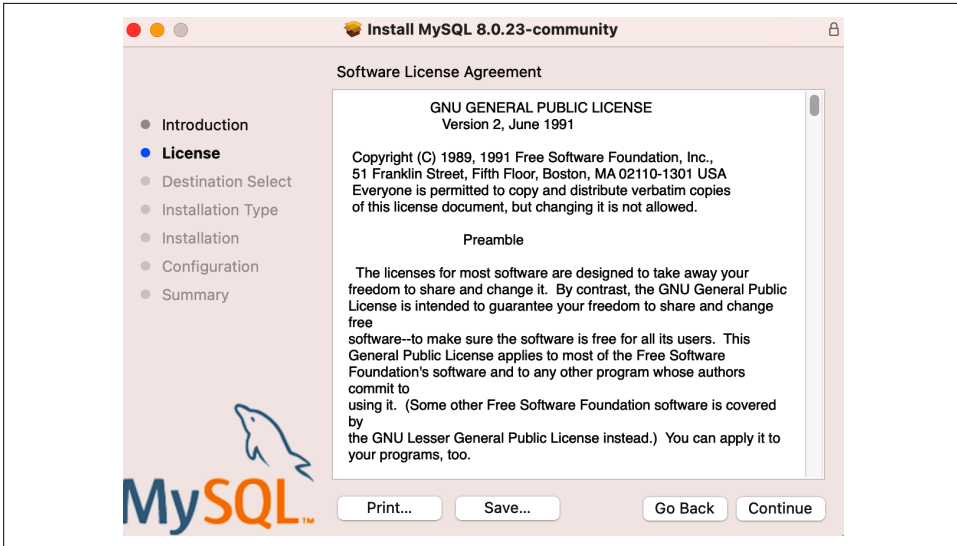 Install MySQL 8.0.23-community
Software License Agreement
Introduction
License
Destination Select
Installation Type
Installation
Configuration
Summary
GNU GENERAL PUBLIC LICENSE
Version 2, June 1991
Copyright (C) 1989, 1991 Free Software Foundation, Inc.,
51 Franklin Street, Fifth Floor, Boston, MA 02110-1301 USA
Everyone is permitted to copy and distribute verbatim copies
of this license document, but changing it is not allowed.
Preamble
The licenses for most software are designed to take away your
freedom to share and change it.  By contrast, the GNU General Public
License is intended to guarantee your freedom to share and change
free
software--to make sure the software is free for all its users.  This
General Public License applies to most of the Free Software
Foundation's software and to any other program whose authors
commit to
using it.  (Some other Free Software Foundation software is covered
by
the GNU Lesser General Public License instead.)  You can apply it to
your programs, too.
MySQL™
Print...
Save...
Go Back
Continue